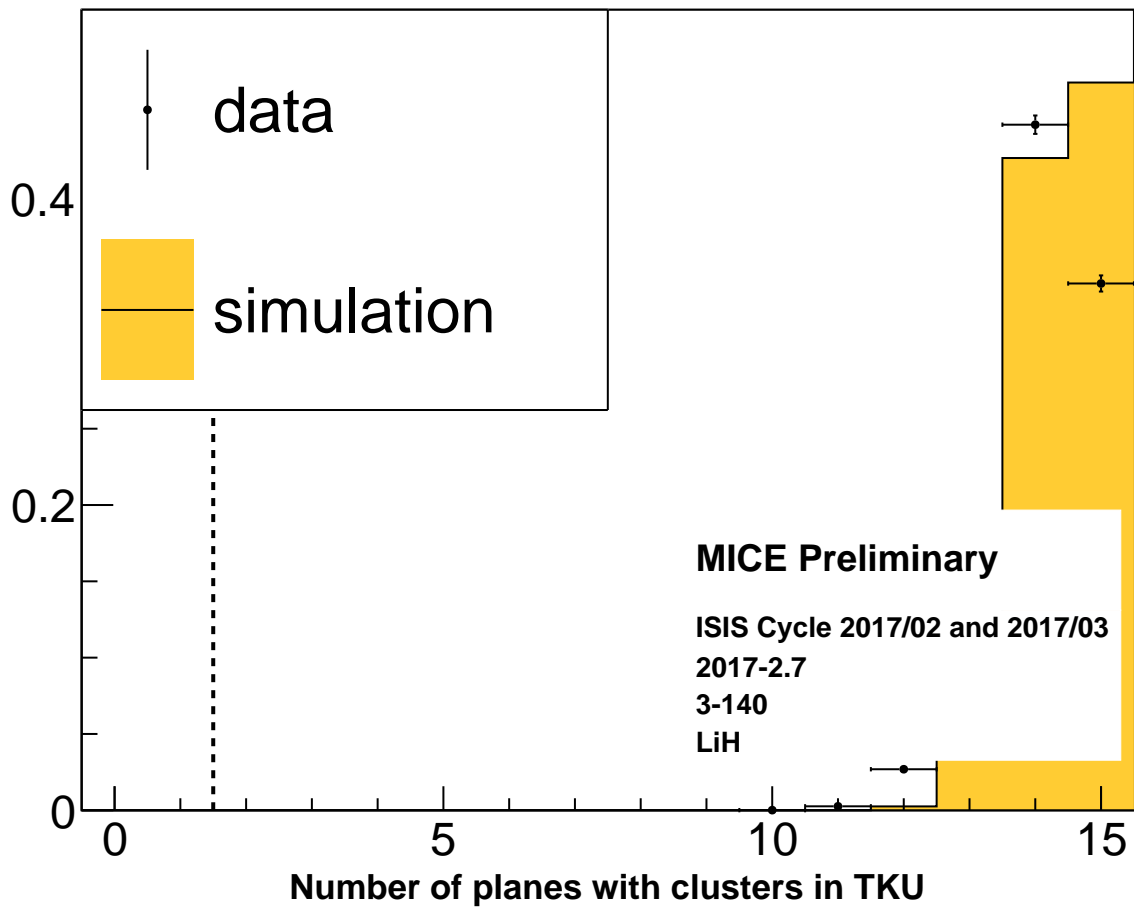 data
simulation
0.4
0.2
0
MICE Preliminary
ISIS Cycle 2017/02 and 2017/03
2017-2.7
3-140
LiH
0 5 10 15
Number of planes with clusters in TKU